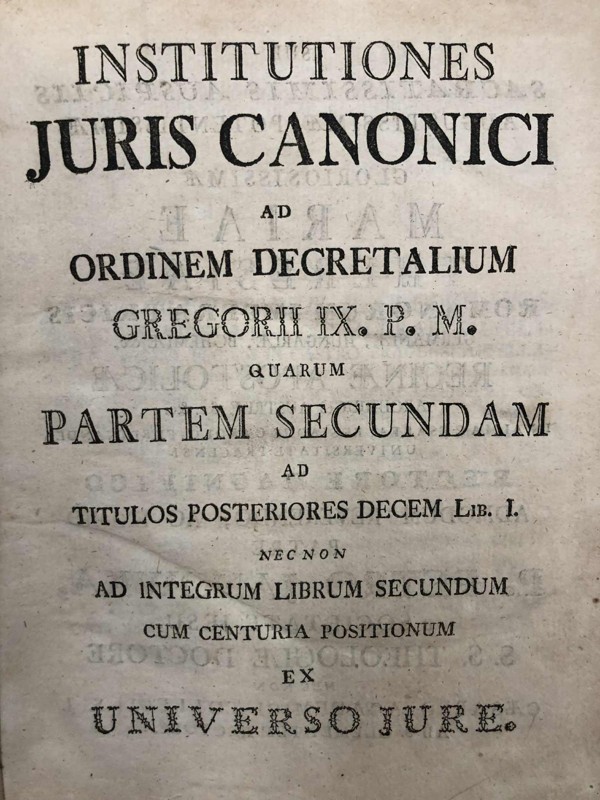 INSTITUTIONES
JURIS CANONICI
AD
ORDINEM DECRETALIUM
GREGORII IX. P. M.
QUARUM
PARTEM SECUNDAM
AD
TITULOS POSTERIORES DECEM LIB. I.
NEC NON
AD INTEGRUM LIBRUM SECUNDUM
CUM CENTURIA POSITIONUM
EX
UNIVERSO JURE.